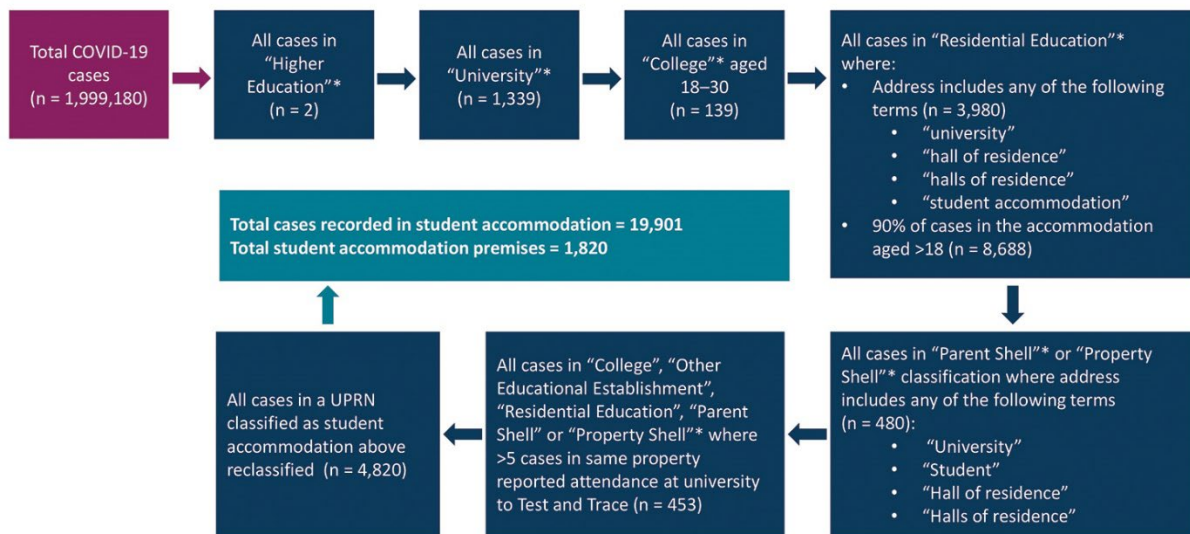 Total COVID-19
cases
(n = 1,999,180)
All cases in
“Higher
Education”*
(n = 2)
All cases in
“University”*
(n = 1,339)
All cases in
“College”* aged
18–30
(n = 139)
All cases in “Residential Education”*
where:
• Address includes any of the following
terms (n = 3,980)
• “university”
• “hall of residence”
• “halls of residence”
• “student accommodation”
• 90% of cases in the accommodation
aged >18 (n = 8,688)
All cases in “Parent Shell”* or “Property
Shell”* classification where address
includes any of the following terms
(n = 480):
• “University”
• “Student”
• “Hall of residence”
• “Halls of residence”
All cases in “College”, “Other
Educational Establishment”,
“Residential Education”, “Parent
Shell” or “Property Shell”* where
>5 cases in same property
reported attendance at university
to Test and Trace (n = 453)
All cases in a UPRN
classified as student
accommodation above
reclassified (n = 4,820)
Total cases recorded in student accommodation = 19,901
Total student accommodation premises = 1,820